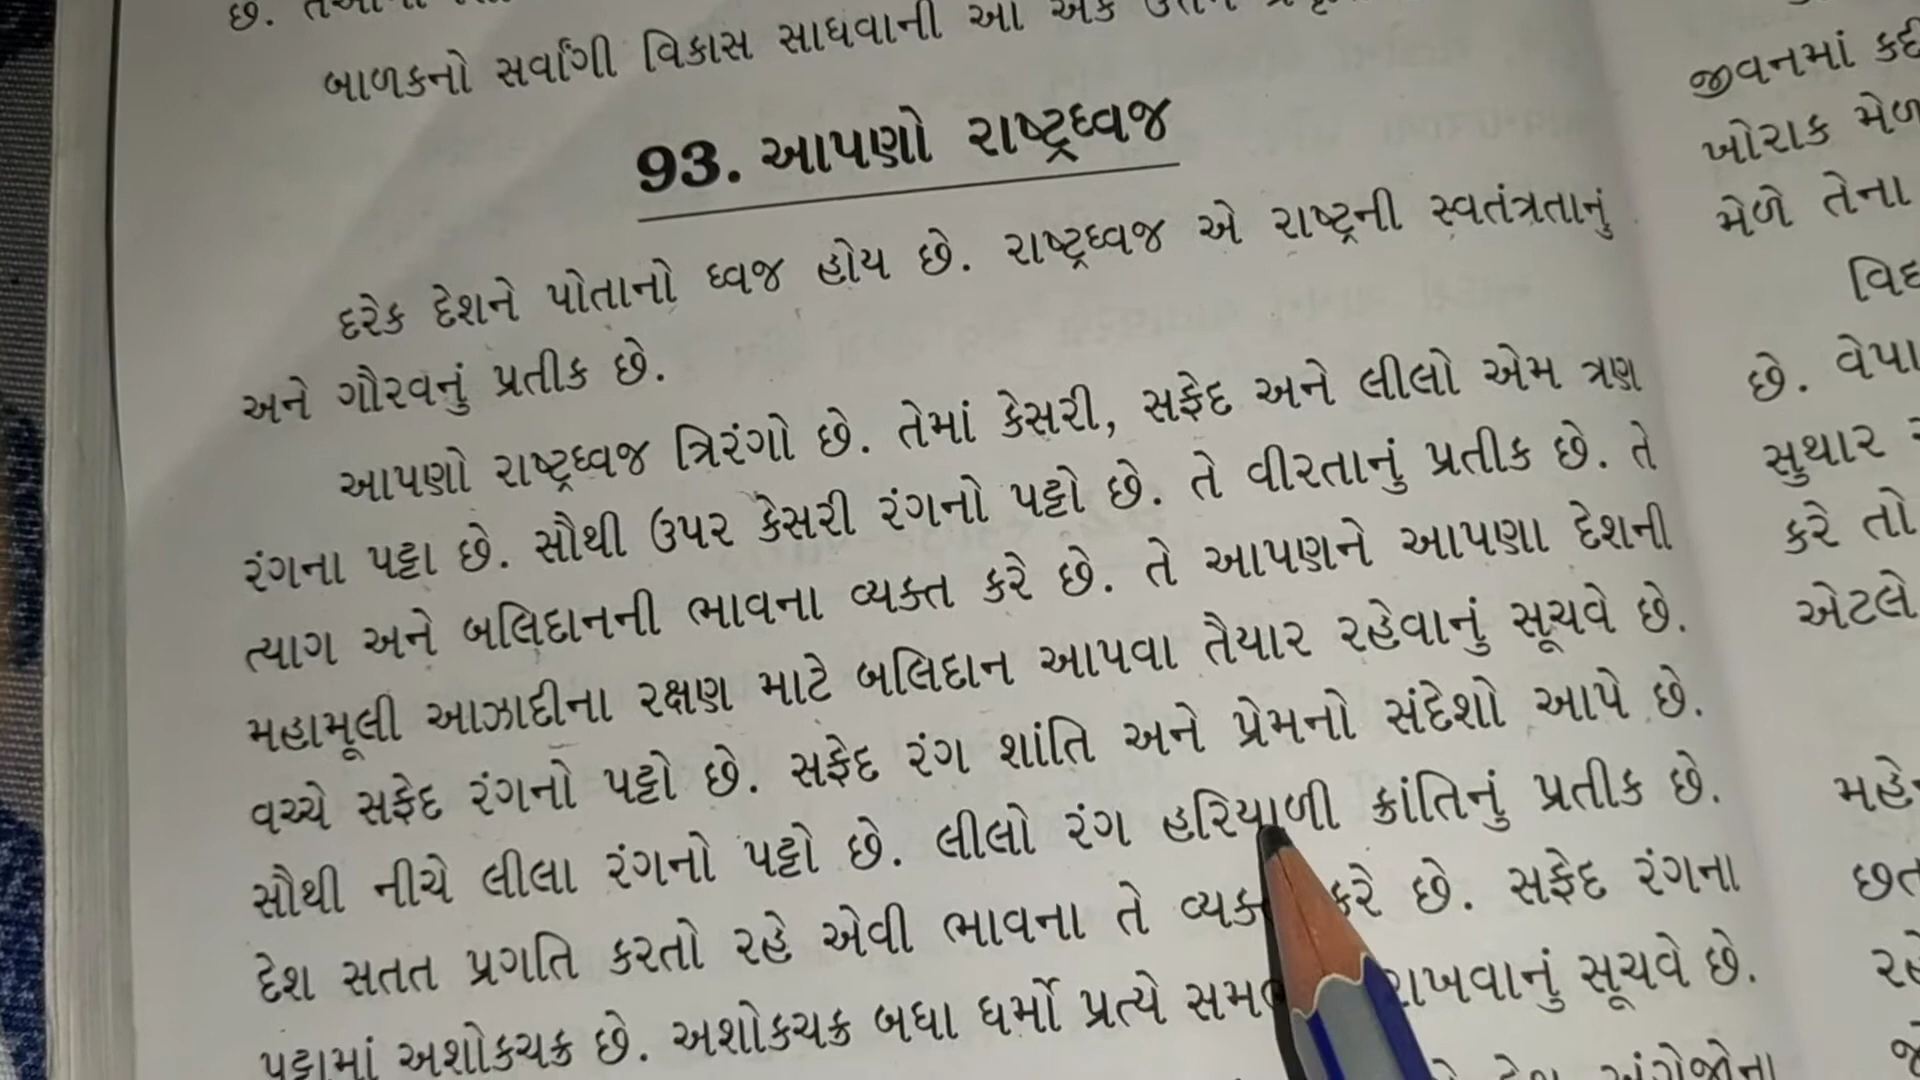 બાળકનો સર્વાંગી વિકાસ સાધવાની આ એક
93. આપણો રાષ્ટ્રધ્વજ
દરેક દેશને પોતાનો ધ્વજ હોય છે. રાષ્ટ્રધ્વજ એ રાષ્ટ્રની સ્વતંત્રતાનું
અને ગૌરવનું પ્રતીક છે.
આપણો રાષ્ટ્રધ્વજ ત્રિરંગો છે. તેમાં કેસરી, સફેદ અને લીલો એમ ત્રણ
રંગના પટ્ટા છે. સૌથી ઉપર કેસરી રંગનો પટ્ટો છે. તે વીરતાનું પ્રતીક છે. તે
ત્યાગ અને બલિદાનની ભાવના વ્યક્ત કરે છે. તે આપણને આપણા દેશની
મહામૂલી આઝાદીના રક્ષણ માટે બલિદાન આપવા તૈયાર રહેવાનું સૂચવે છે.
વચ્ચે સફેદ રંગનો પટ્ટો છે. સફેદ રંગ શાંતિ અને પ્રેમનો સંદેશો આપે છે.
સૌથી નીચે લીલા રંગનો પટ્ટો છે. લીલો રંગ હરિયાળી ક્રાંતિનું પ્રતીક છે.
દેશ સતત પ્રગતિ કરતો રહે એવી ભાવના તે વ્યક્ત કરે છે. સફેદ રંગના
પટ્ટામાં અશોકચક્ર છે. અશોકચક્ર બધા ધર્મો પ્રત્યે રાખવાનું સૂચવે છે.
દેશ અંગ્રેજોના
જીવનમાં
ખોરાક
મેળે તેના
છે.
સુથાર
કરે તો
એટલે